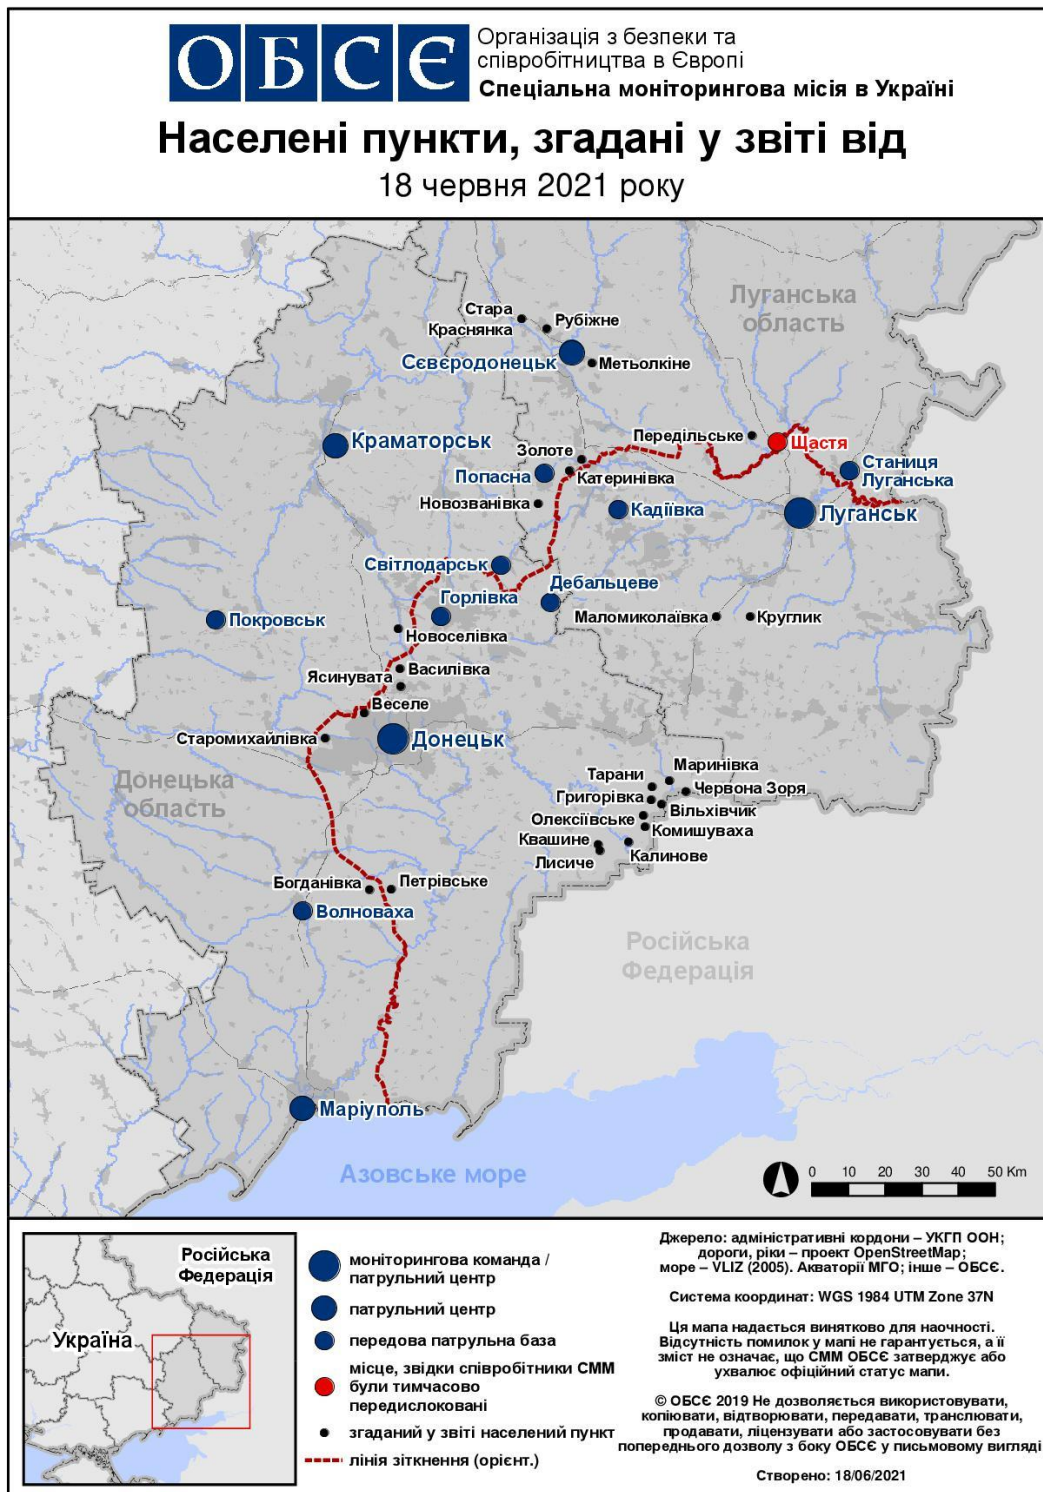 ОБСЄ
Організація з безпеки та
співробітництва в Європі
Спеціальна моніторингова місія в Україні
Населені пункти, згадані у звіті від
18 червня 2021 року
Луганська
область
Стара
Краснянка
Рубіжне
Сєвєродонецьк
Метьолкіне
Краматорськ
Передільське
Щастя
Золоте
Станиця
Луганська
Попасна
Катеринівка
Новозванівка
Кадіївка
Луганськ
Світлодарськ
Дебальцеве
Горлівка
Покровськ
Маломиколаївка
Круглик
Новоселівка
Василівка
Ясинувата
Веселе
Старомихайлівка
Донецьк
Донецька
область
Маринівка
Тарани
Червона Зоря
Григорівка
Вільхівчик
Олексіївське
Комишуваха
Квашине
Калинове
Лисиче
Богданівка
Петрівське
Волноваха
Російська
Федерація
Маріуполь
Азовське море
0 10 20 30 40 50 Km
Російська
Федерація
Україна
моніторингова команда /
патрульний центр
патрульний центр
передова патрульна база
місце, звідки співробітники СММ
були тимчасово
передислоковані
згаданий у звіті населений пункт
лінія зіткнення (орієнт.)
Джерело: адміністративні кордони – УКГП ООН;
дороги, ріки – проект OpenStreetMap;
море – VLIZ (2005). Акваторії МГО; інше – ОБСЄ.
Система координат: WGS 1984 UTM Zone 37N
Ця мапа надається винятково для наочності.
Відсутність помилок у мапі не гарантується, а її
зміст не означає, що СММ ОБСЄ затверджує або
ухвалює офіційний статус мапи.
© ОБСЄ 2019 Не дозволяється використовувати,
копіювати, відтворювати, передавати, транслювати,
продавати, ліцензувати або застосовувати без
попереднього дозволу з боку ОБСЄ у письмовому вигляді
Створено: 18/06/2021